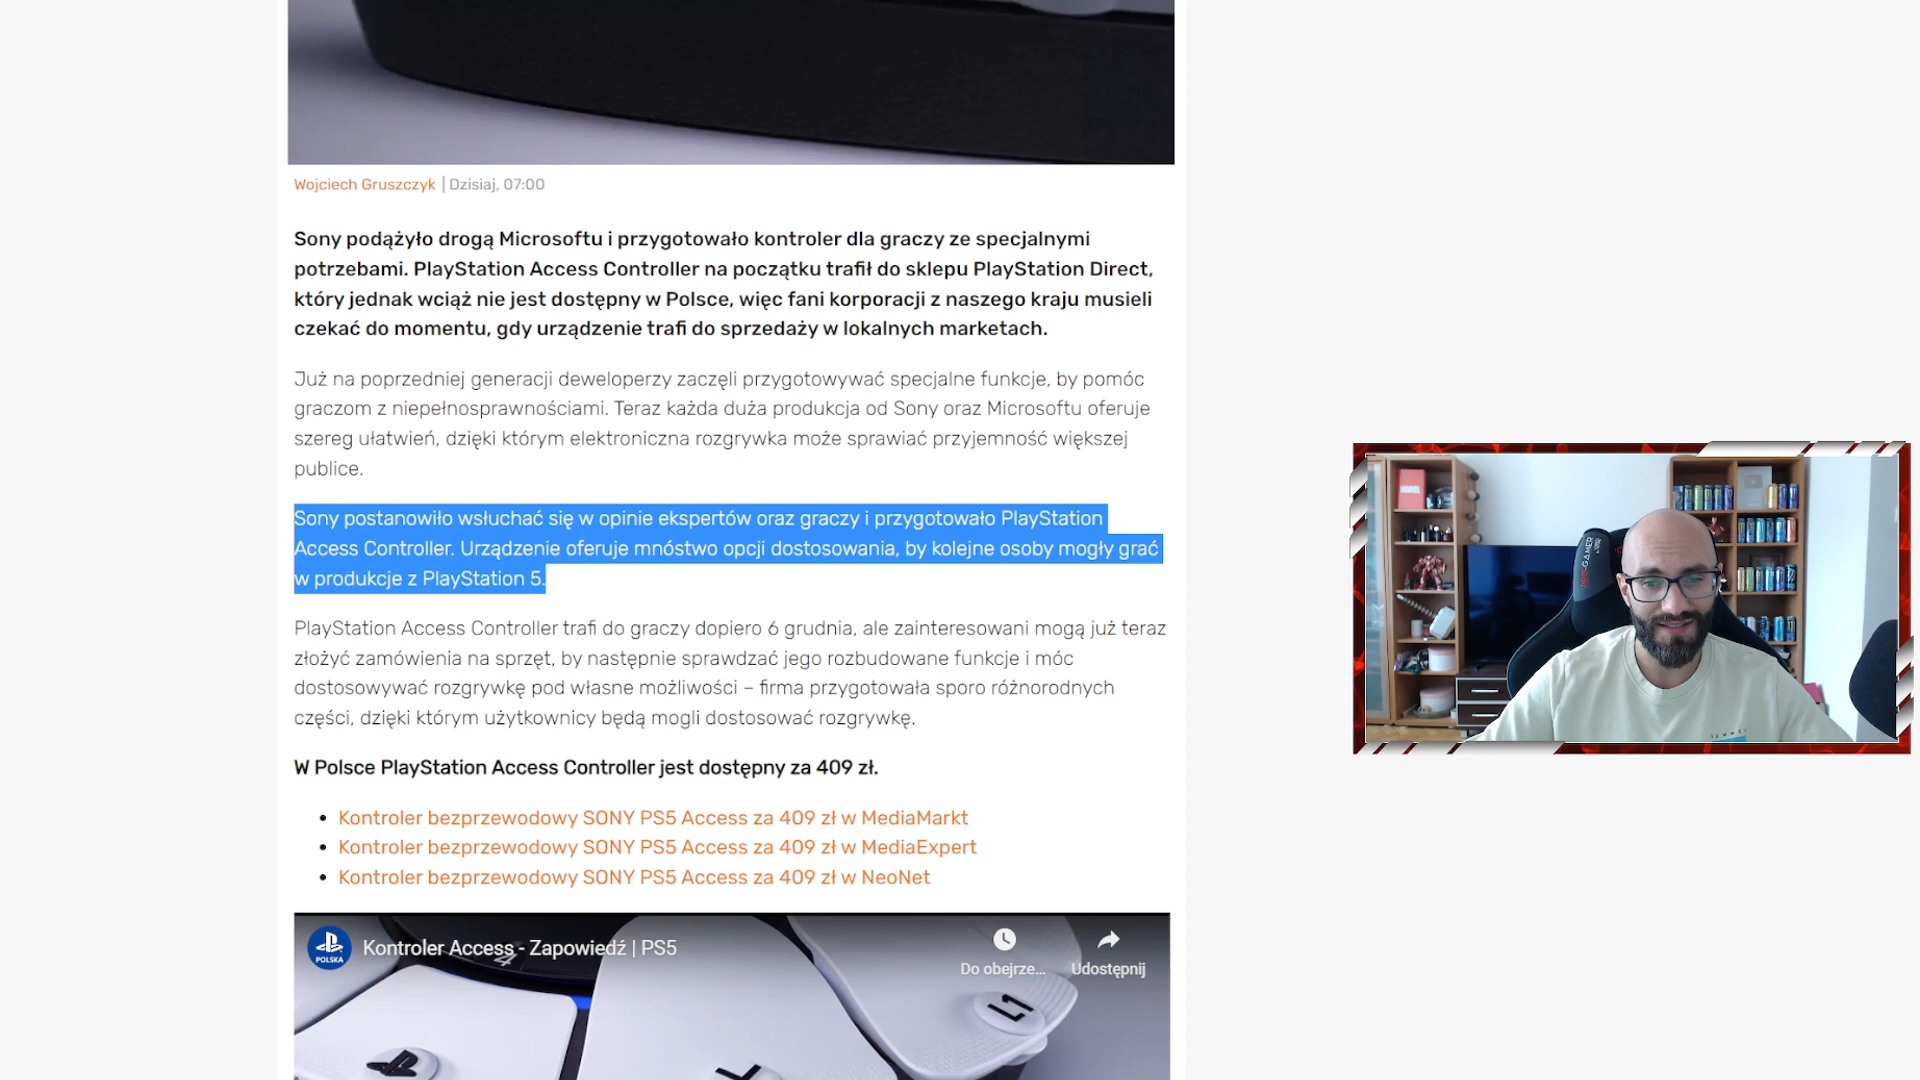 Wojciech Gruszczyk | Dzisiaj, 07:00
Sony podążyło drogą Microsoftu i przygotowało kontroler dla graczy ze specjalnymi
potrzebami. PlayStation Access Controller na początku trafił do sklepu PlayStation Direct,
który jednak wciąż nie jest dostępny w Polsce, więc fani korporacji z naszego kraju musieli
czekać do momentu, gdy urządzenie trafi do sprzedaży w lokalnych marketach.
Już na poprzedniej generacji deweloperzy zaczęli przygotowywać specjalne funkcje, by pomóc
graczom z niepełnosprawnościami. Teraz każda duża produkcja od Sony oraz Microsoftu oferuje
szereg ułatwień, dzięki którym elektroniczna rozgrywka może sprawiać przyjemność większej
publice.
Sony postanowiło wsłuchać się w opinie ekspertów oraz graczy i przygotowało PlayStation
Access Controller. Urządzenie oferuje mnóstwo opcji dostosowania, by kolejne osoby mogły grać
w produkcje z PlayStation 5.
PlayStation Access Controller trafi do graczy dopiero 6 grudnia, ale zainteresowani mogą już teraz
złożyć zamówienia na sprzęt, by następnie sprawdzać jego rozbudowane funkcje i móc
dostosowywać rozgrywkę pod własne możliwości – firma przygotowała sporo różnorodnych
części, dzięki którym użytkownicy będą mogli dostosować rozgrywkę.
W Polsce PlayStation Access Controller jest dostępny za 409 zł.
• Kontroler bezprzewodowy SONY PS5 Access za 409 zł w MediaMarkt
• Kontroler bezprzewodowy SONY PS5 Access za 409 zł w MediaExpert
• Kontroler bezprzewodowy SONY PS5 Access za 409 zł w NeoNet
POLSKA
Kontroler Access - Zapowiedź | PS5
Do obejrze...
Udostępnij
L1
PRO-GAMER
MARVEL